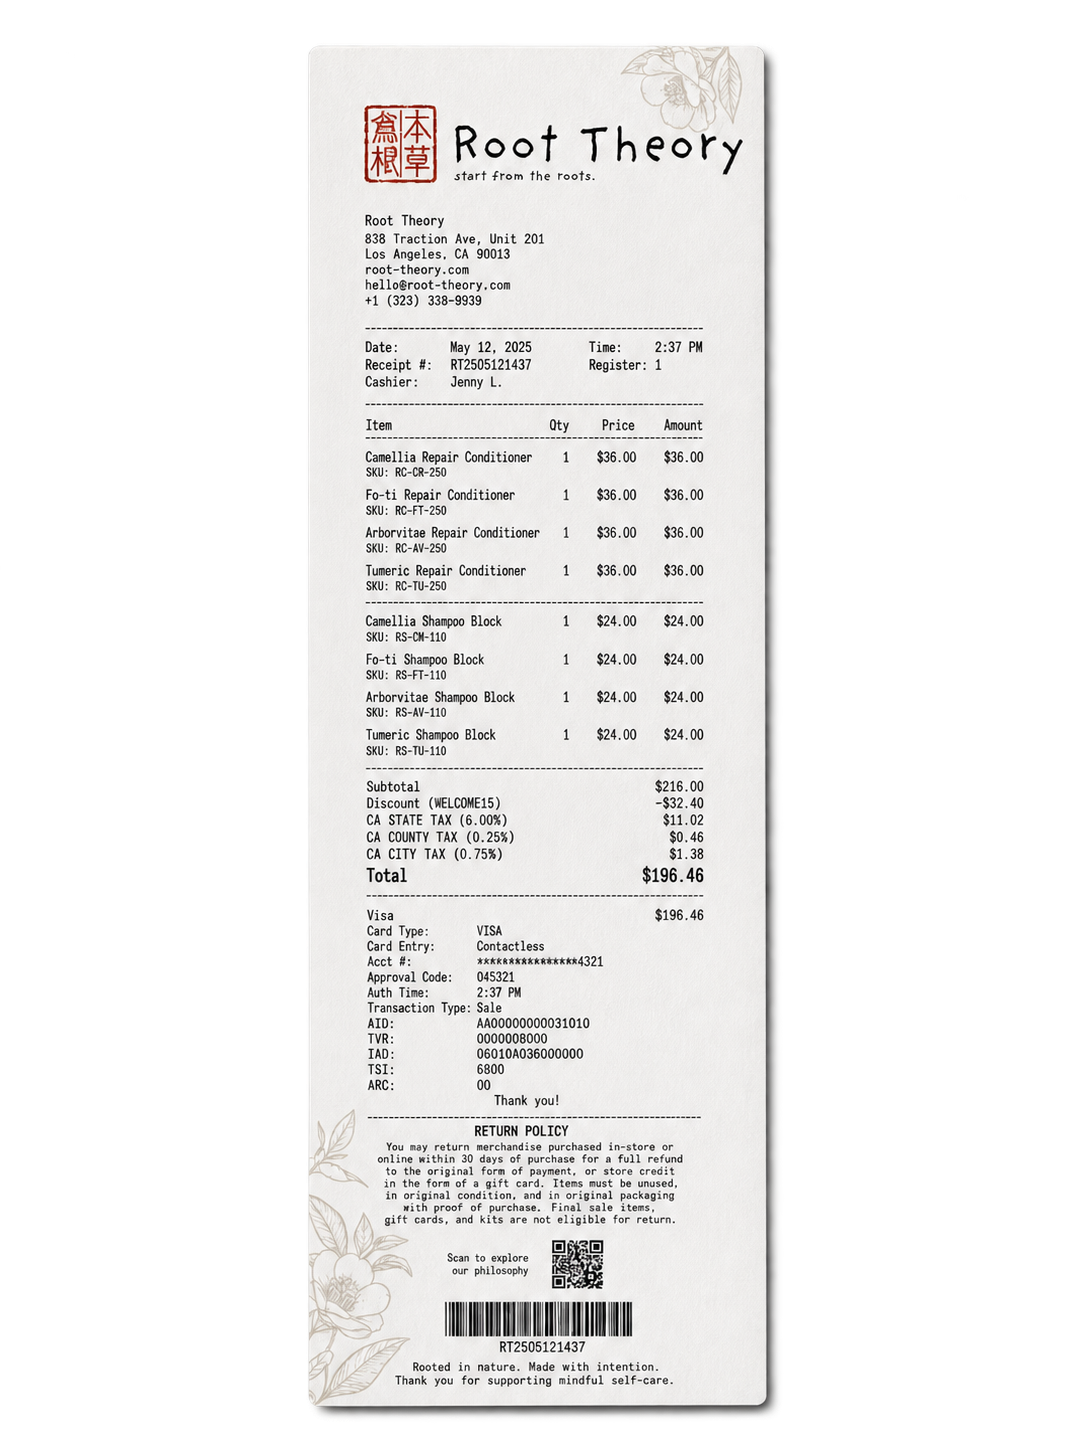 本草
根
Root Theory
start from the roots.
Root Theory
838 Traction Ave, Unit 201
Los Angeles, CA 90013
root-theory.com
hello@root-theory.com
+1 (323) 338-9939
Date: May 12, 2025 Time: 2:37 PM
Receipt #: RT2505121437 Register: 1
Cashier: Jenny L.
Item Qty Price Amount
Camellia Repair Conditioner 1 $36.00 $36.00
SKU: RC-CR-250
Fo-ti Repair Conditioner 1 $36.00 $36.00
SKU: RC-FT-250
Arborvitae Repair Conditioner 1 $36.00 $36.00
SKU: RC-AV-250
Tumeric Repair Conditioner 1 $36.00 $36.00
SKU: RC-TU-250
Camellia Shampoo Block 1 $24.00 $24.00
SKU: RS-CM-110
Fo-ti Shampoo Block 1 $24.00 $24.00
SKU: RS-FT-110
Arborvitae Shampoo Block 1 $24.00 $24.00
SKU: RS-AV-110
Tumeric Shampoo Block 1 $24.00 $24.00
SKU: RS-TU-110
Subtotal $216.00
Discount (WELCOME15) -$32.40
CA STATE TAX (6.00%) $11.02
CA COUNTY TAX (0.25%) $0.46
CA CITY TAX (0.75%) $1.38
Total $196.46
Visa $196.46
Card Type: VISA
Card Entry: Contactless
Acct #: ****************4321
Approval Code: 045321
Auth Time: 2:37 PM
Transaction Type: Sale
AID: AA00000000031010
TVR: 0000008000
IAD: 06010A036000000
TSI: 6800
ARC: 00
Thank you!
RETURN POLICY
You may return merchandise purchased in-store or
online within 30 days of purchase for a full refund
to the original form of payment, or store credit
in the form of a gift card. Items must be unused,
in original condition, and in original packaging
with proof of purchase. Final sale items,
gift cards, and kits are not eligible for return.
Scan to explore
our philosophy
RT2505121437
Rooted in nature. Made with intention.
Thank you for supporting mindful self-care.